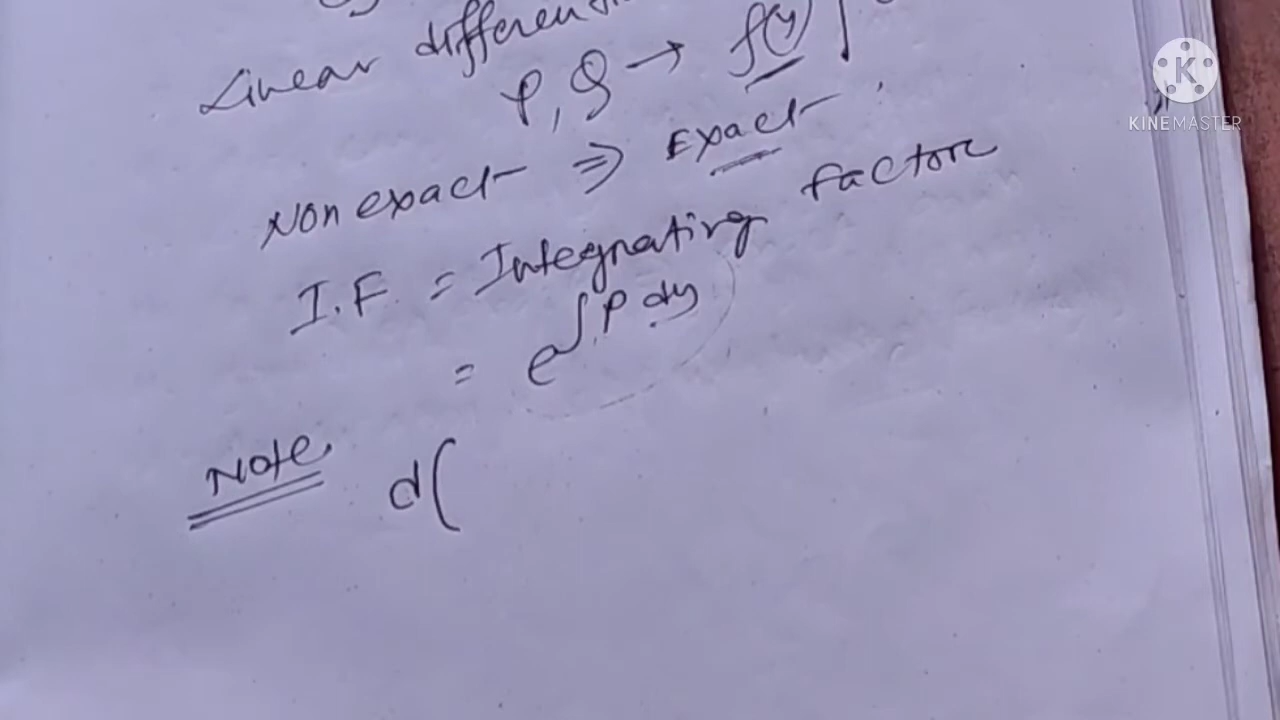 Linear differen
P, Q → f(y)
Non exact ⇒ Exact
I.F = Integrating factor
= e^∫P dy
Note d(
K
KINEMASTER